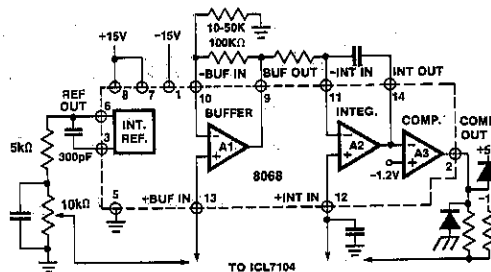 10-50K
+15V -15V 100KΩ
-BUF IN BUF OUT -INT IN INT OUT
REF OUT
8 7 1 10 9 11 14
6 BUFFER INTEG. COMP. COMP OUT
INT. REF.
3 A1 A2 A3 2
5kΩ
300pF
8068
-1.2V
+5
-1
10kΩ 5 +BUF IN 13 +INT IN 12
TO ICL7104